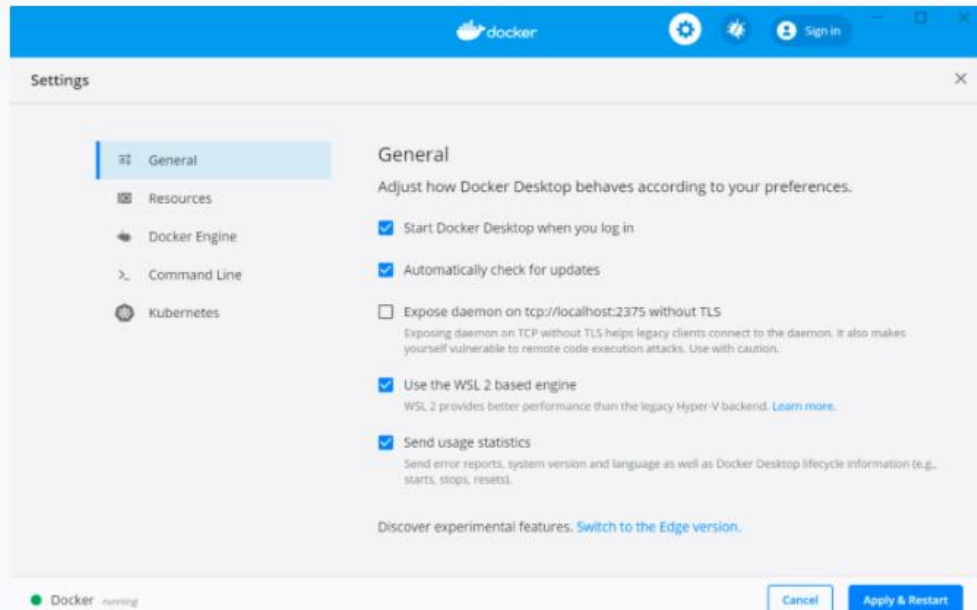 docker
Sign in
Settings
General
Resources
Docker Engine
Command Line
Kubernetes
General
Adjust how Docker Desktop behaves according to your preferences.
Start Docker Desktop when you log in
Automatically check for updates
Expose daemon on tcp://localhost:2375 without TLS
Exposing daemon on TCP without TLS helps legacy clients connect to the daemon. It also makes
yourself vulnerable to remote code execution attacks. Use with caution.
Use the WSL 2 based engine
WSL 2 provides better performance than the legacy Hyper-V backend. Learn more.
Send usage statistics
Send error reports, system version and language as well as Docker Desktop lifecycle information (e.g.,
starts, stops, resets).
Discover experimental features. Switch to the Edge version.
Docker running
Cancel
Apply & Restart